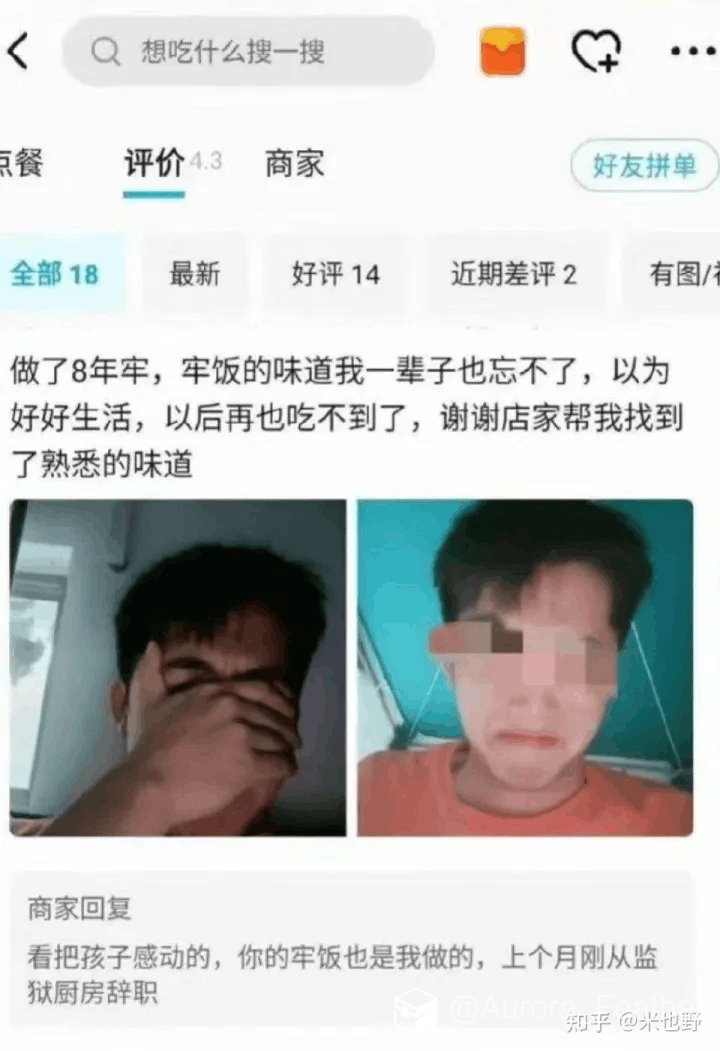 想吃什么搜一搜
点餐 评价 4.3 商家 好友拼单
全部 18 最新 好评 14 近期差评 2 有图/
做了8年牢，牢饭的味道我一辈子也忘不了，以为
好好生活，以后再也吃不到了，谢谢店家帮我找到
了熟悉的味道
商家回复
看把孩子感动的，你的牢饭也是我做的，上个月刚从监
狱厨房辞职
@Aurora_Feather
知乎 @米也野